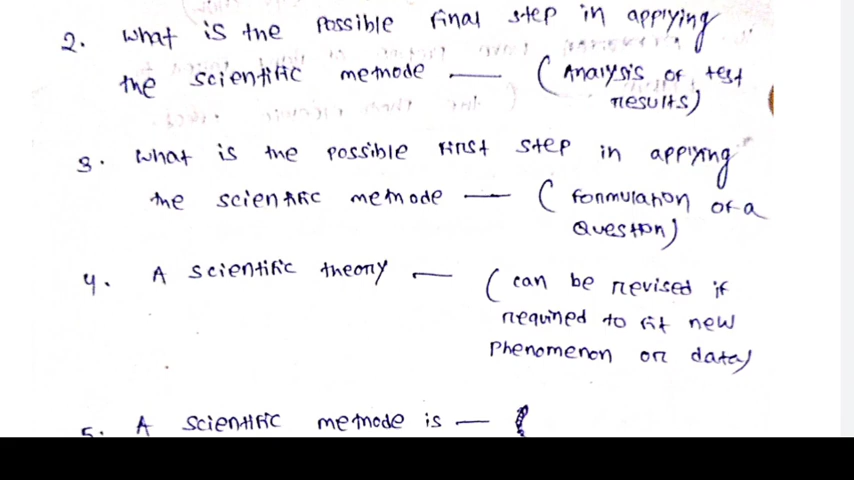 2. What is the possible final step in applying
the scientific methode — (Analysis of test
results)
3. What is the possible first step in applying
the scientific methode — (formulation of a
Question)
4. A scientific theory — (can be revised if
required to fit new
phenomenon or data)
5. A scientific methode is — (